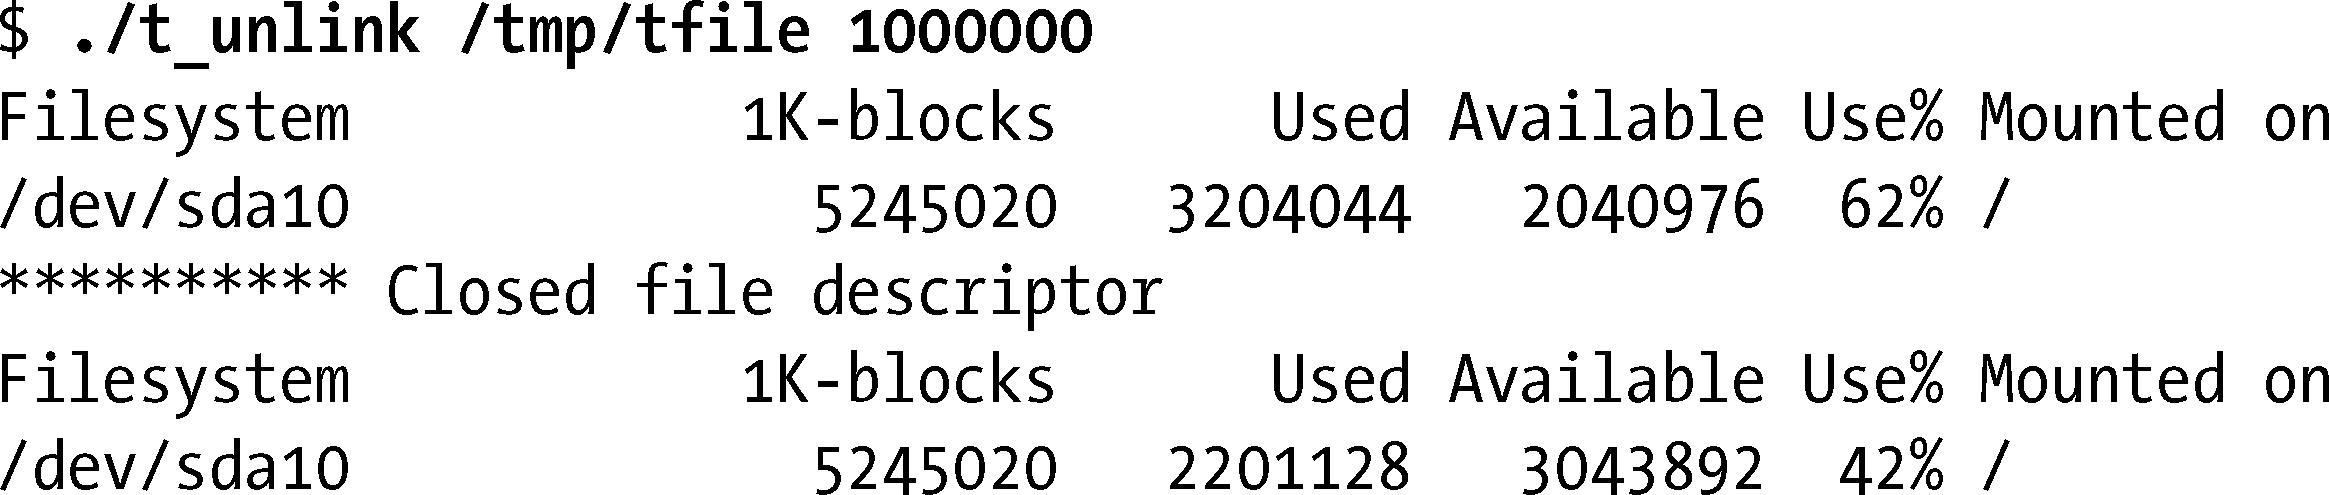 $ ./t_unlink /tmp/tfile 1000000
Filesystem 1K-blocks Used Available Use% Mounted on
/dev/sda10 5245020 3204044 2040976 62% /
********** Closed file descriptor
Filesystem 1K-blocks Used Available Use% Mounted on
/dev/sda10 5245020 2201128 3043892 42% /